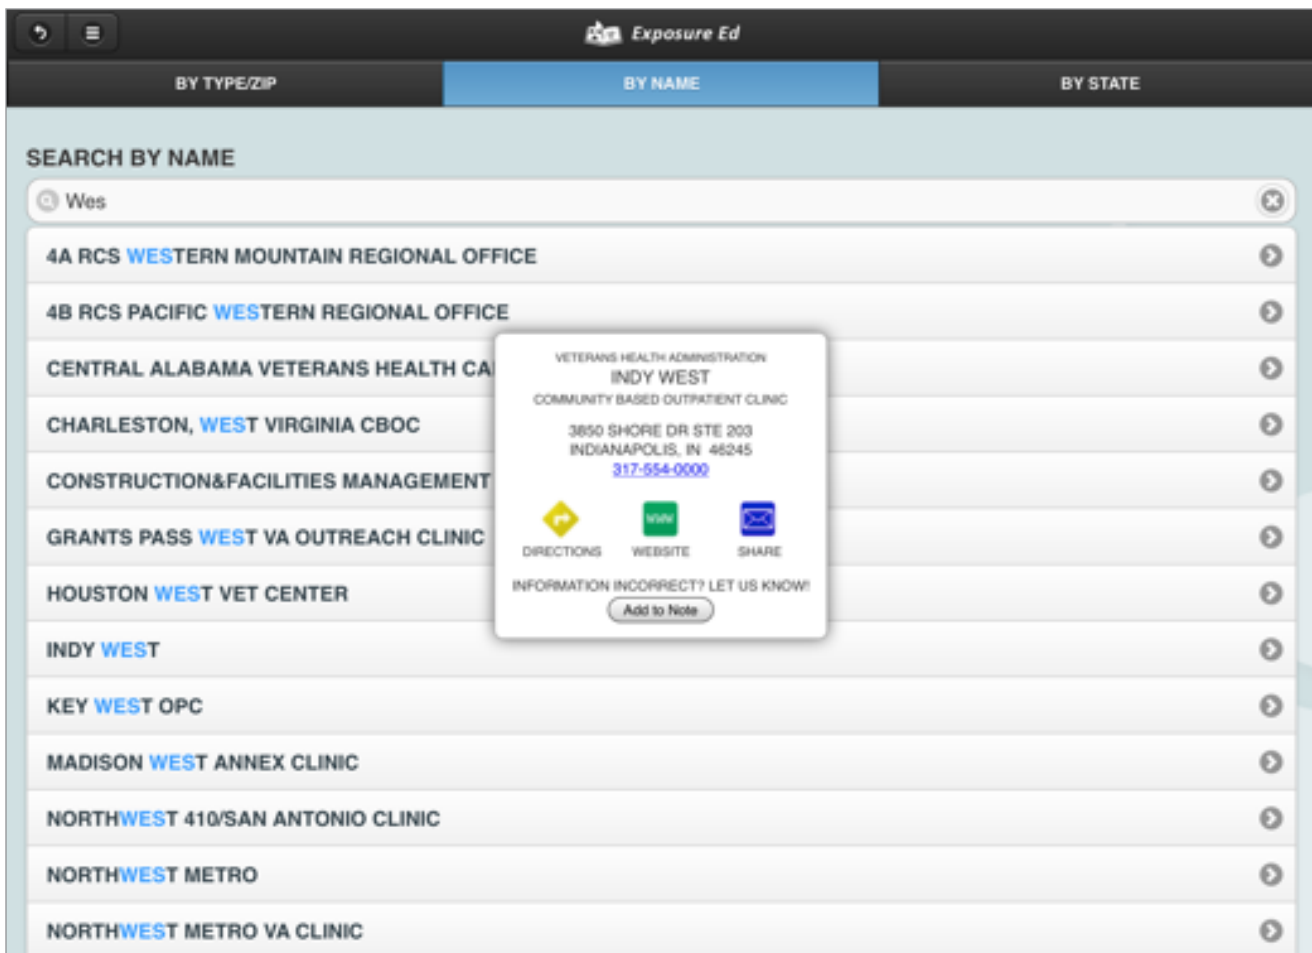 Exposure Ed
BY TYPE/ZIP
BY NAME
BY STATE
SEARCH BY NAME
Wes
4A RCS WESTERN MOUNTAIN REGIONAL OFFICE
4B RCS PACIFIC WESTERN REGIONAL OFFICE
CENTRAL ALABAMA VETERANS HEALTH
CHARLESTON, WEST VIRGINIA CBOC
CONSTRUCTION&FACILITIES MANAGEMENT
GRANTS PASS WEST VA OUTREACH CLINIC
HOUSTON WEST VET CENTER
INDY WEST
KEY WEST OPC
MADISON WEST ANNEX CLINIC
NORTHWEST 410/SAN ANTONIO CLINIC
NORTHWEST METRO
NORTHWEST METRO VA CLINIC
VETERANS HEALTH ADMINISTRATION
INDY WEST
COMMUNITY BASED OUTPATIENT CLINIC
3850 SHORE DR STE 203
INDIANAPOLIS, IN 46245
317-554-0000
WWW
DIRECTIONS
WEBSITE
SHARE
INFORMATION INCORRECT? LET US KNOW!
Add to Note